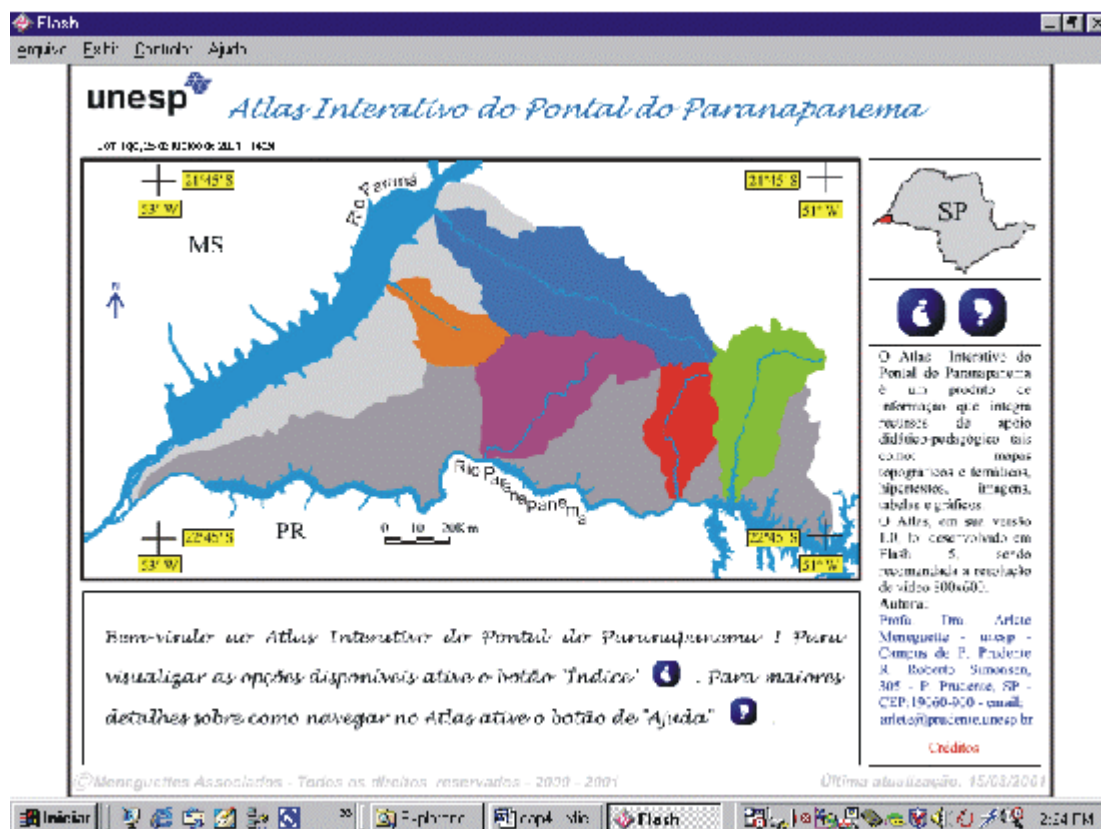 Flash
Arquivo Exibir Controlar Ajuda
unesp
Atlas Interativo do Pontal do Paranapanema
21°45' S
53° W
21°45' S
51° W
Rio Paraná
MS
N
SP
Rio Paranapanema
PR
0 10 20Km
22°45' S
53° W
22°45' S
51° W
O Atlas Interativo do
Pontal do Paranapanema
é um produto de
informação que integra
recursos de apoio
didático-pedagógico tais
como: mapas
topográficos e temáticos,
hipertextos, imagens,
tabelas e gráficos.
O Atlas, em sua versão
1.0, foi desenvolvido em
Flash 5, sendo
recomendada a resolução
de vídeo 800x600.
Autora:
Profa. Dra. Arlete
Meneguette - unesp -
Campus de P. Prudente
R. Roberto Simonsen,
305 - P. Prudente, SP -
CEP:19060-900 - email:
arlete@prudente.unesp.br
Créditos
Bem-vindo ao Atlas Interativo do Pontal do Paranapanema ! Para
visualizar as opções disponíveis ative o botão "Índice" . Para maiores
detalhes sobre como navegar no Atlas ative o botão de "Ajuda" .
©Meneguettes Associados - Todos os direitos reservados - 2000 - 2001
Última atualização, 15/03/2001
Iniciar
Flash
2:24 PM